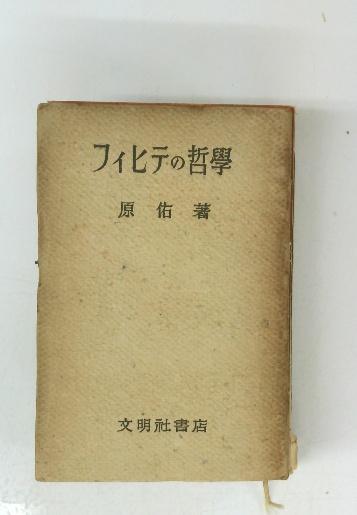 フィヒテの哲學
原佑著
文明社書店